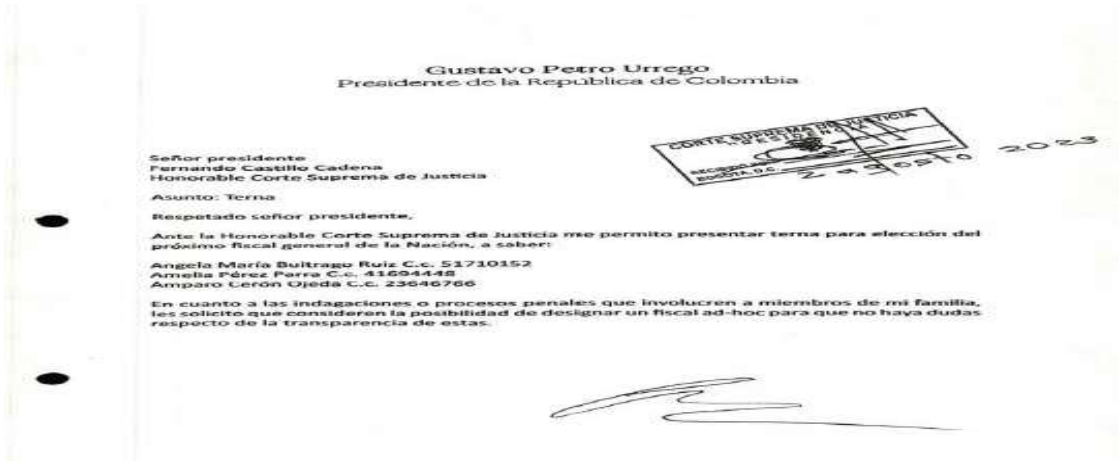 Gustavo Petro Urrego
Presidente de la República de Colombia
CORTE SUPREMA DE JUSTICIA
PRESIDENCIA
BOGOTÁ, D.C.
2023
Señor presidente
Fernando Castillo Cadena
Honorable Corte Suprema de Justicia
Asunto: Terna
Respetado señor presidente,
Ante la Honorable Corte Suprema de Justicia me permito presentar terna para elección del
próximo fiscal general de la Nación, a saber:
Angela María Buitrago Ruiz C.c. 51710152
Amelia Pérez Parra C.c. 41694448
Amparo Cerón Ojeda C.c. 23646766
En cuanto a las indagaciones o procesos penales que involucren a miembros de mi familia,
les solicito que consideren la posibilidad de designar un fiscal ad-hoc para que no haya dudas
respecto de la transparencia de estas.